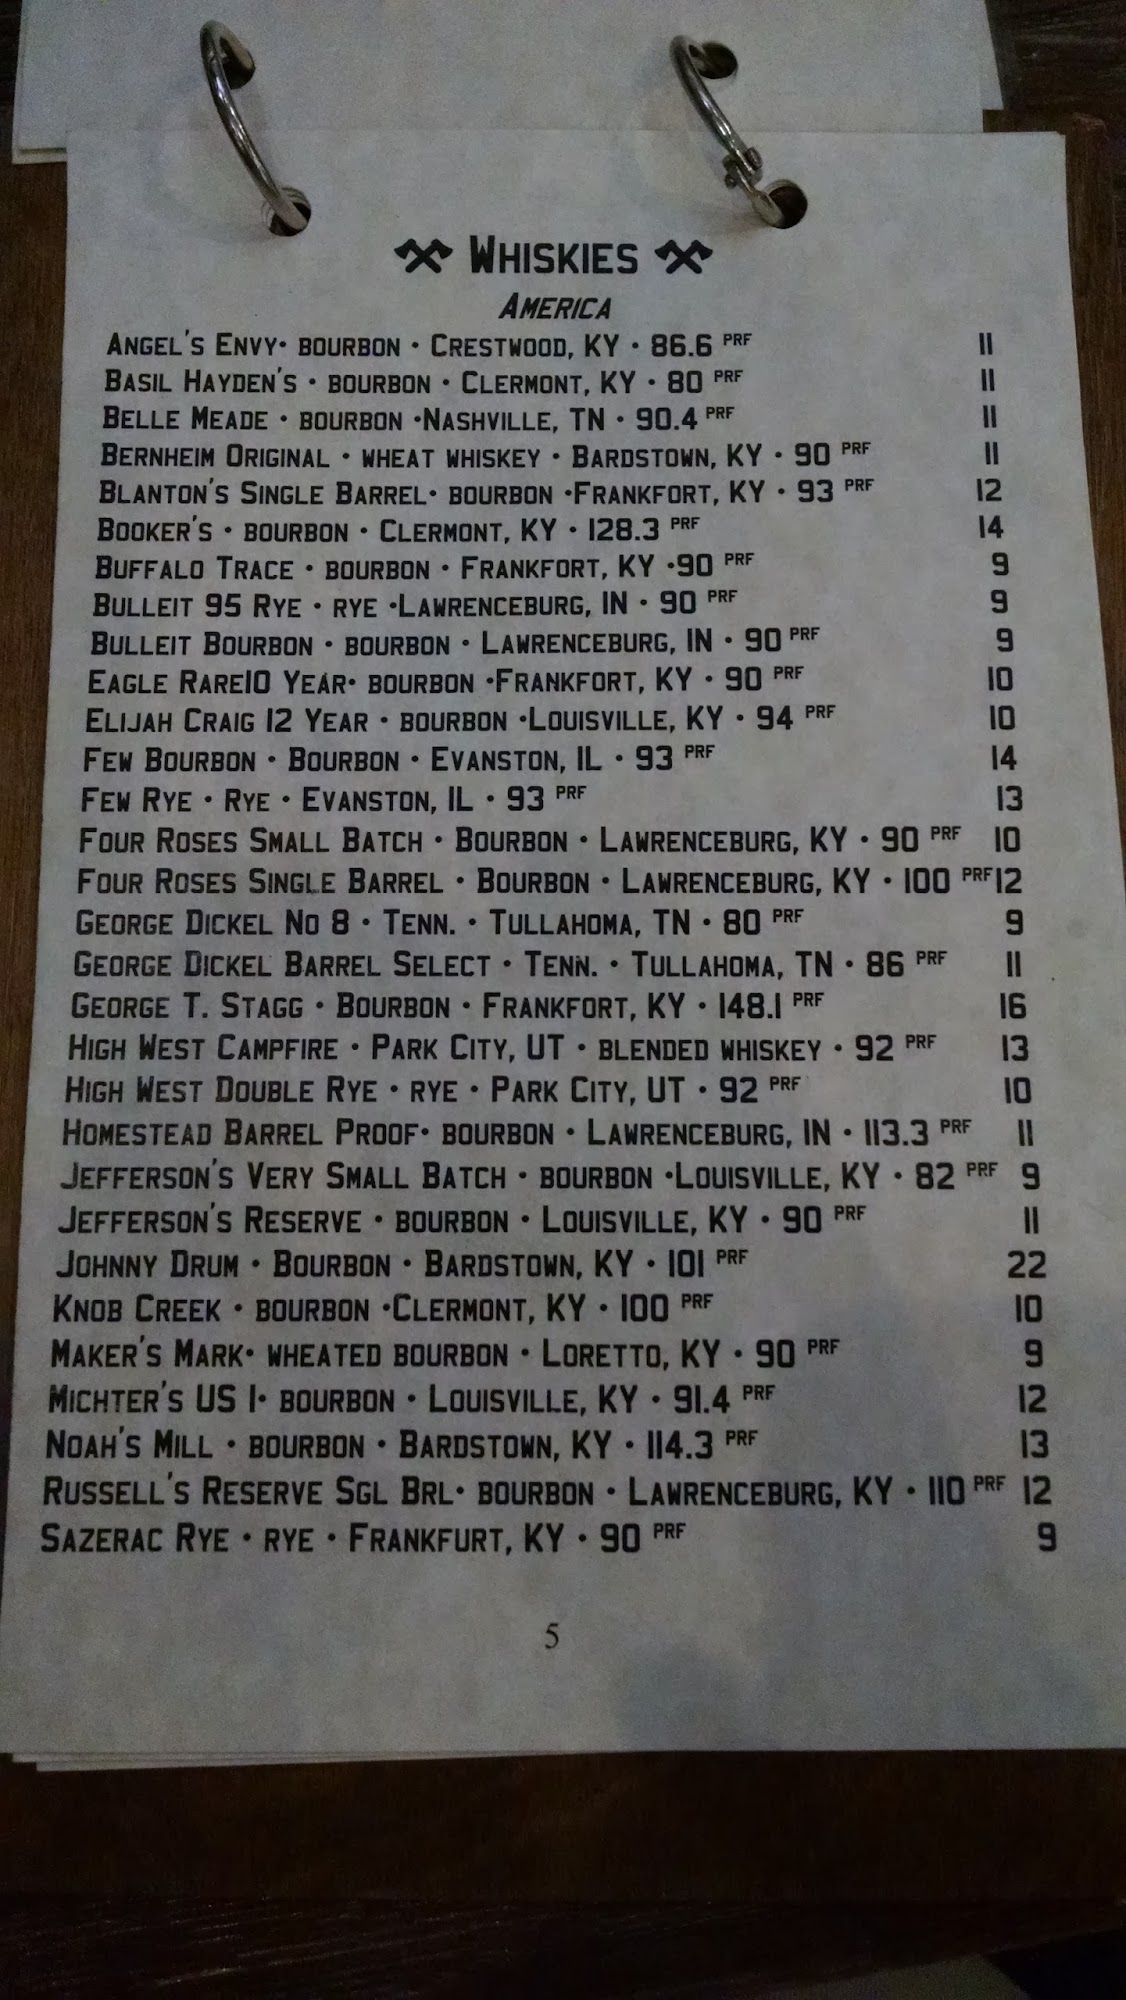 Whiskies
America
Angel's Envy• bourbon • Crestwood, KY • 86.6 PRF 11
Basil Hayden's • bourbon • Clermont, KY • 80 PRF 11
Belle Meade • bourbon •Nashville, TN • 90.4 PRF 11
Bernheim Original • wheat whiskey • Bardstown, KY • 90 PRF 11
Blanton's Single Barrel• bourbon •Frankfort, KY • 93 PRF 12
Booker's • bourbon • Clermont, KY • 128.3 PRF 14
Buffalo Trace • bourbon • Frankfort, KY •90 PRF 9
Bulleit 95 Rye • rye •Lawrenceburg, IN • 90 PRF 9
Bulleit Bourbon • bourbon • Lawrenceburg, IN • 90 PRF 9
Eagle Rare10 Year• bourbon •Frankfort, KY • 90 PRF 10
Elijah Craig 12 Year • bourbon •Louisville, KY • 94 PRF 10
Few Bourbon • Bourbon • Evanston, IL • 93 PRF 14
Few Rye • Rye • Evanston, IL • 93 PRF 13
Four Roses Small Batch • Bourbon • Lawrenceburg, KY • 90 PRF 10
Four Roses Single Barrel • Bourbon • Lawrenceburg, KY • 100 PRF12
George Dickel No 8 • Tenn. • Tullahoma, TN • 80 PRF 9
George Dickel Barrel Select • Tenn. • Tullahoma, TN • 86 PRF 11
George T. Stagg • Bourbon • Frankfort, KY • 148.1 PRF 16
High West Campfire • Park City, UT • blended whiskey • 92 PRF 13
High West Double Rye • rye • Park City, UT • 92 PRF 10
Homestead Barrel Proof• bourbon • Lawrenceburg, IN • 113.3 PRF 11
Jefferson's Very Small Batch • bourbon •Louisville, KY • 82 PRF 9
Jefferson's Reserve • bourbon • Louisville, KY • 90 PRF 11
Johnny Drum • Bourbon • Bardstown, KY • 101 PRF 22
Knob Creek • bourbon •Clermont, KY • 100 PRF 10
Maker's Mark• wheated bourbon • Loretto, KY • 90 PRF 9
Michter's US 1• bourbon • Louisville, KY • 91.4 PRF 12
Noah's Mill • bourbon • Bardstown, KY • 114.3 PRF 13
Russell's Reserve Sgl Brl• bourbon • Lawrenceburg, KY • 110 PRF 12
Sazerac Rye • rye • Frankfurt, KY • 90 PRF 9
5